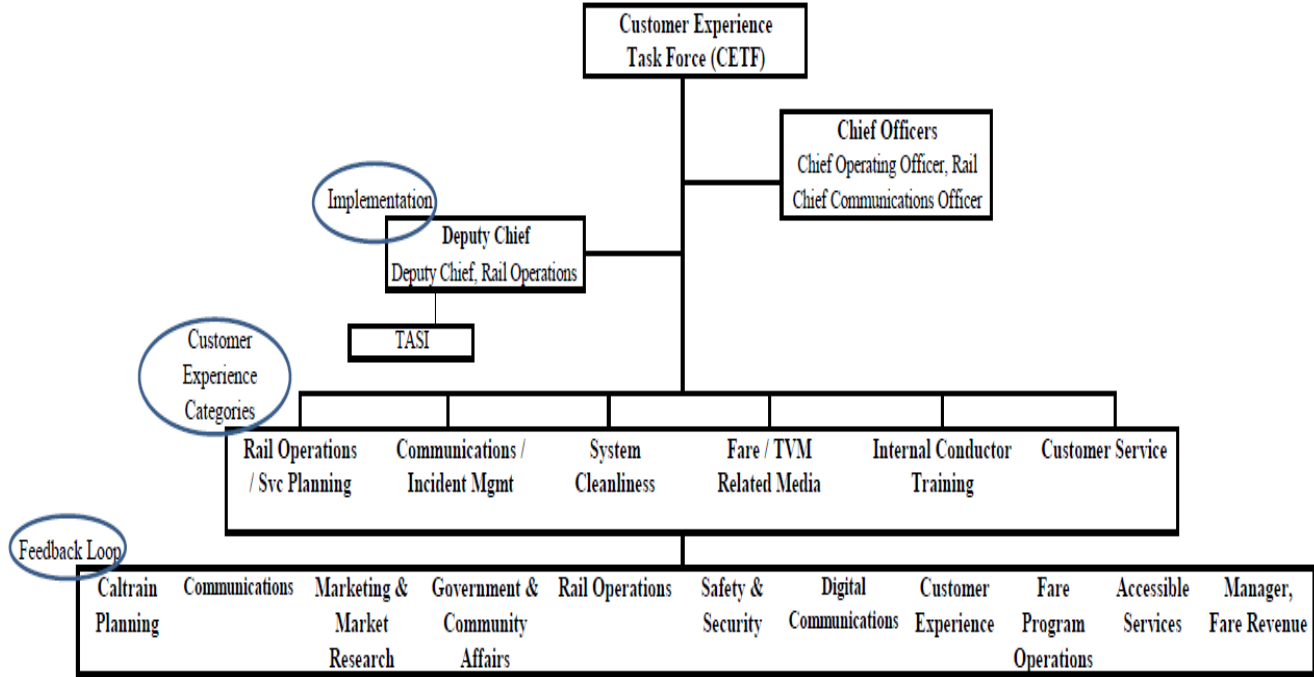 Customer Experience
Task Force (CETF)
Chief Officers
Chief Operating Officer, Rail
Chief Communications Officer
Implementation
Deputy Chief
Deputy Chief, Rail Operations
TASI
Customer
Experience
Categories
Rail Operations
/ Svc Planning
Communications /
Incident Mgmt
System
Cleanliness
Fare / TVM
Related Media
Internal Conductor
Training
Customer Service
Feedback Loop
Caltrain
Planning
Communications
Marketing &
Market
Research
Government &
Community
Affairs
Rail Operations
Safety &
Security
Digital
Communications
Customer
Experience
Fare
Program
Operations
Accessible
Services
Manager,
Fare Revenue